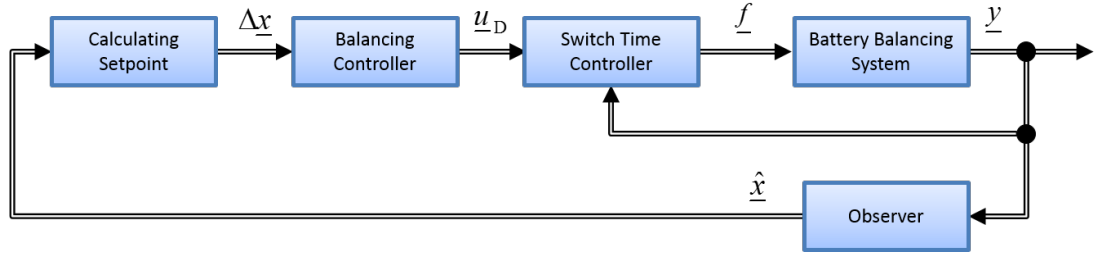 Calculating
Setpoint
Δx
Balancing
Controller
u_D
Switch Time
Controller
f
Battery Balancing
System
y
x̂
Observer